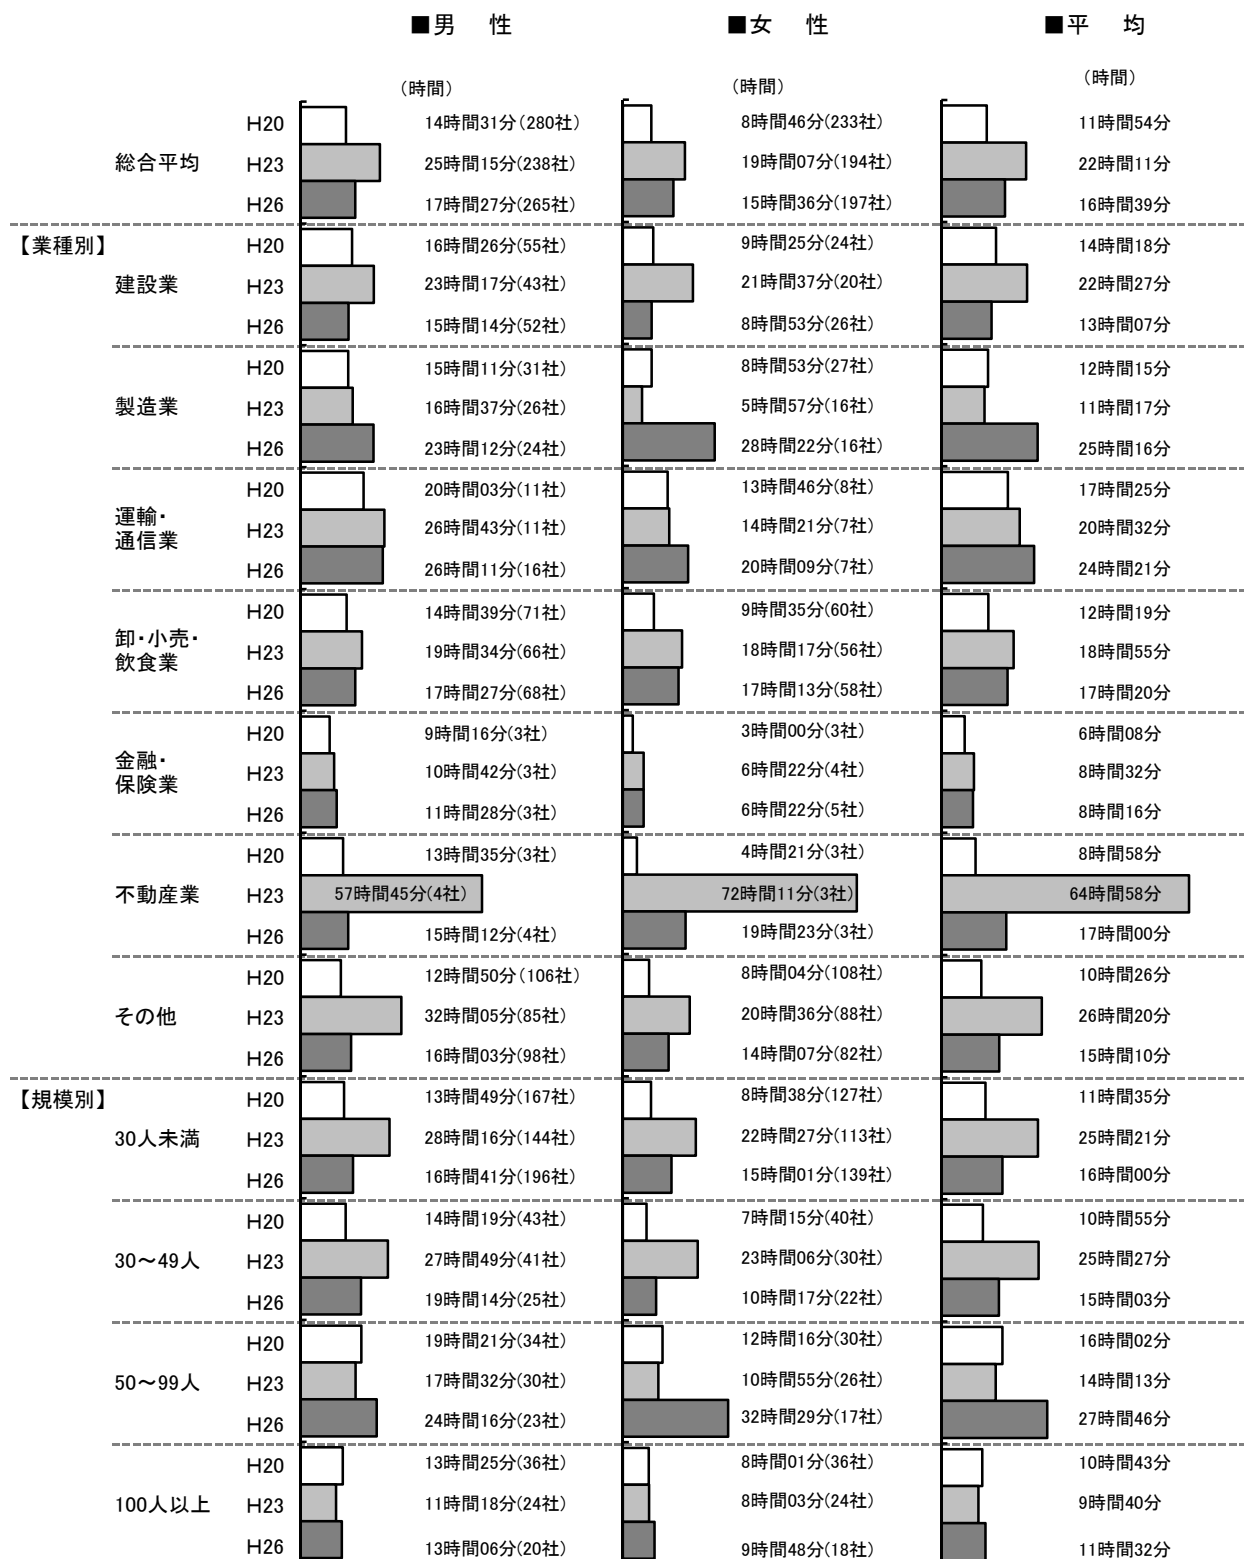 ■男 性 ■女 性 ■平 均
（時間） （時間） （時間）
H20 14時間31分(280社) 8時間46分(233社) 11時間54分
総合平均 H23 25時間15分(238社) 19時間07分(194社) 22時間11分
H26 17時間27分(265社) 15時間36分(197社) 16時間39分
【業種別】 H20 16時間26分(55社) 9時間25分(24社) 14時間18分
建設業 H23 23時間17分(43社) 21時間37分(20社) 22時間27分
H26 15時間14分(52社) 8時間53分(26社) 13時間07分
H20 15時間11分(31社) 8時間53分(27社) 12時間15分
製造業 H23 16時間37分(26社) 5時間57分(16社) 11時間17分
H26 23時間12分(24社) 28時間22分(16社) 25時間16分
H20 20時間03分(11社) 13時間46分(8社) 17時間25分
運輸・
通信業 H23 26時間43分(11社) 14時間21分(7社) 20時間32分
H26 26時間11分(16社) 20時間09分(7社) 24時間21分
H20 14時間39分(71社) 9時間35分(60社) 12時間19分
卸・小売・
飲食業 H23 19時間34分(66社) 18時間17分(56社) 18時間55分
H26 17時間27分(68社) 17時間13分(58社) 17時間20分
H20 9時間16分(3社) 3時間00分(3社) 6時間08分
金融・
保険業 H23 10時間42分(3社) 6時間22分(4社) 8時間32分
H26 11時間28分(3社) 6時間22分(5社) 8時間16分
H20 13時間35分(3社) 4時間21分(3社) 8時間58分
不動産業 H23 57時間45分(4社) 72時間11分(3社) 64時間58分
H26 15時間12分(4社) 19時間23分(3社) 17時間00分
H20 12時間50分(106社) 8時間04分(108社) 10時間26分
その他 H23 32時間05分(85社) 20時間36分(88社) 26時間20分
H26 16時間03分(98社) 14時間07分(82社) 15時間10分
【規模別】 H20 13時間49分(167社) 8時間38分(127社) 11時間35分
30人未満 H23 28時間16分(144社) 22時間27分(113社) 25時間21分
H26 16時間41分(196社) 15時間01分(139社) 16時間00分
H20 14時間19分(43社) 7時間15分(40社) 10時間55分
30～49人 H23 27時間49分(41社) 23時間06分(30社) 25時間27分
H26 19時間14分(25社) 10時間17分(22社) 15時間03分
H20 19時間21分(34社) 12時間16分(30社) 16時間02分
50～99人 H23 17時間32分(30社) 10時間55分(26社) 14時間13分
H26 24時間16分(23社) 32時間29分(17社) 27時間46分
H20 13時間25分(36社) 8時間01分(36社) 10時間43分
100人以上 H23 11時間18分(24社) 8時間03分(24社) 9時間40分
H26 13時間06分(20社) 9時間48分(18社) 11時間32分